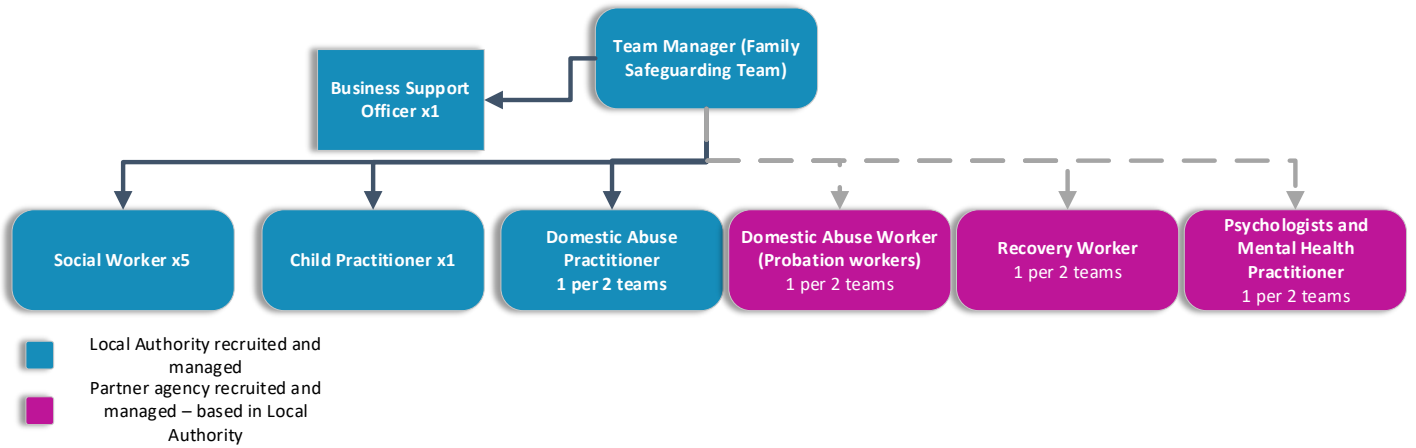 Team Manager (Family
Safeguarding Team)
Business Support
Officer x1
Social Worker x5
Child Practitioner x1
Domestic Abuse
Practitioner
1 per 2 teams
Domestic Abuse Worker
(Probation workers)
1 per 2 teams
Recovery Worker
1 per 2 teams
Psychologists and
Mental Health
Practitioner
1 per 2 teams
Local Authority recruited and
managed
Partner agency recruited and
managed – based in Local
Authority